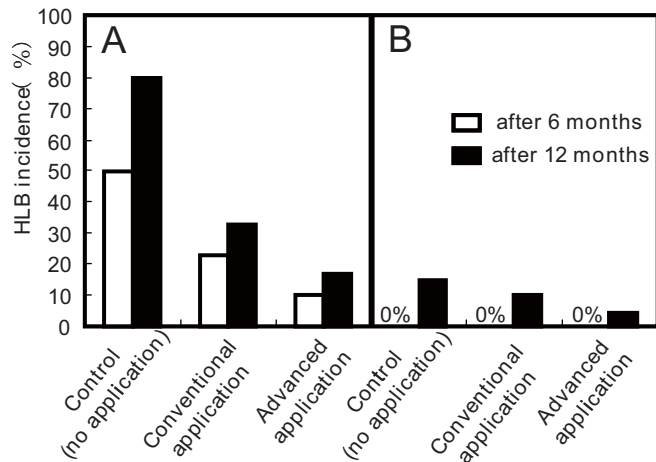 A
B
HLB incidence( %)
100
90
80
70
60
50
40
30
20
10
0
after 6 months
after 12 months
0%
0%
0%
Control
(no application)
Conventional
application
Advanced
application
Control
(no application)
Conventional
application
Advanced
application